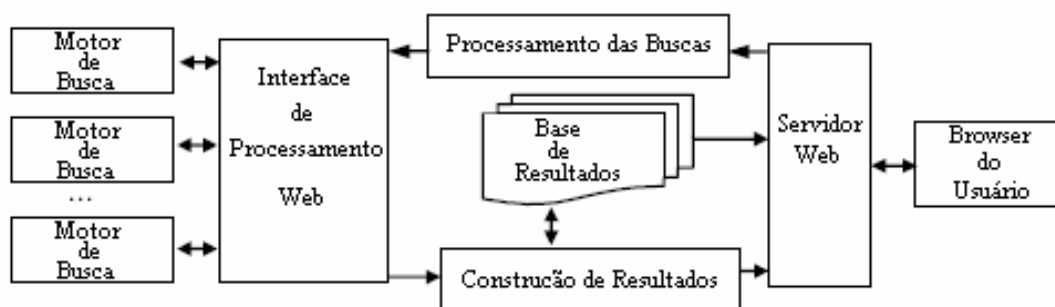 Motor
de
Busca
Motor
de
Busca
...
Motor
de
Busca
Interface
de
Processamento
Web
Processamento das Buscas
Base
de
Resultados
Construcão de Resultados
Servidor
Web
Browser
do
Usuário